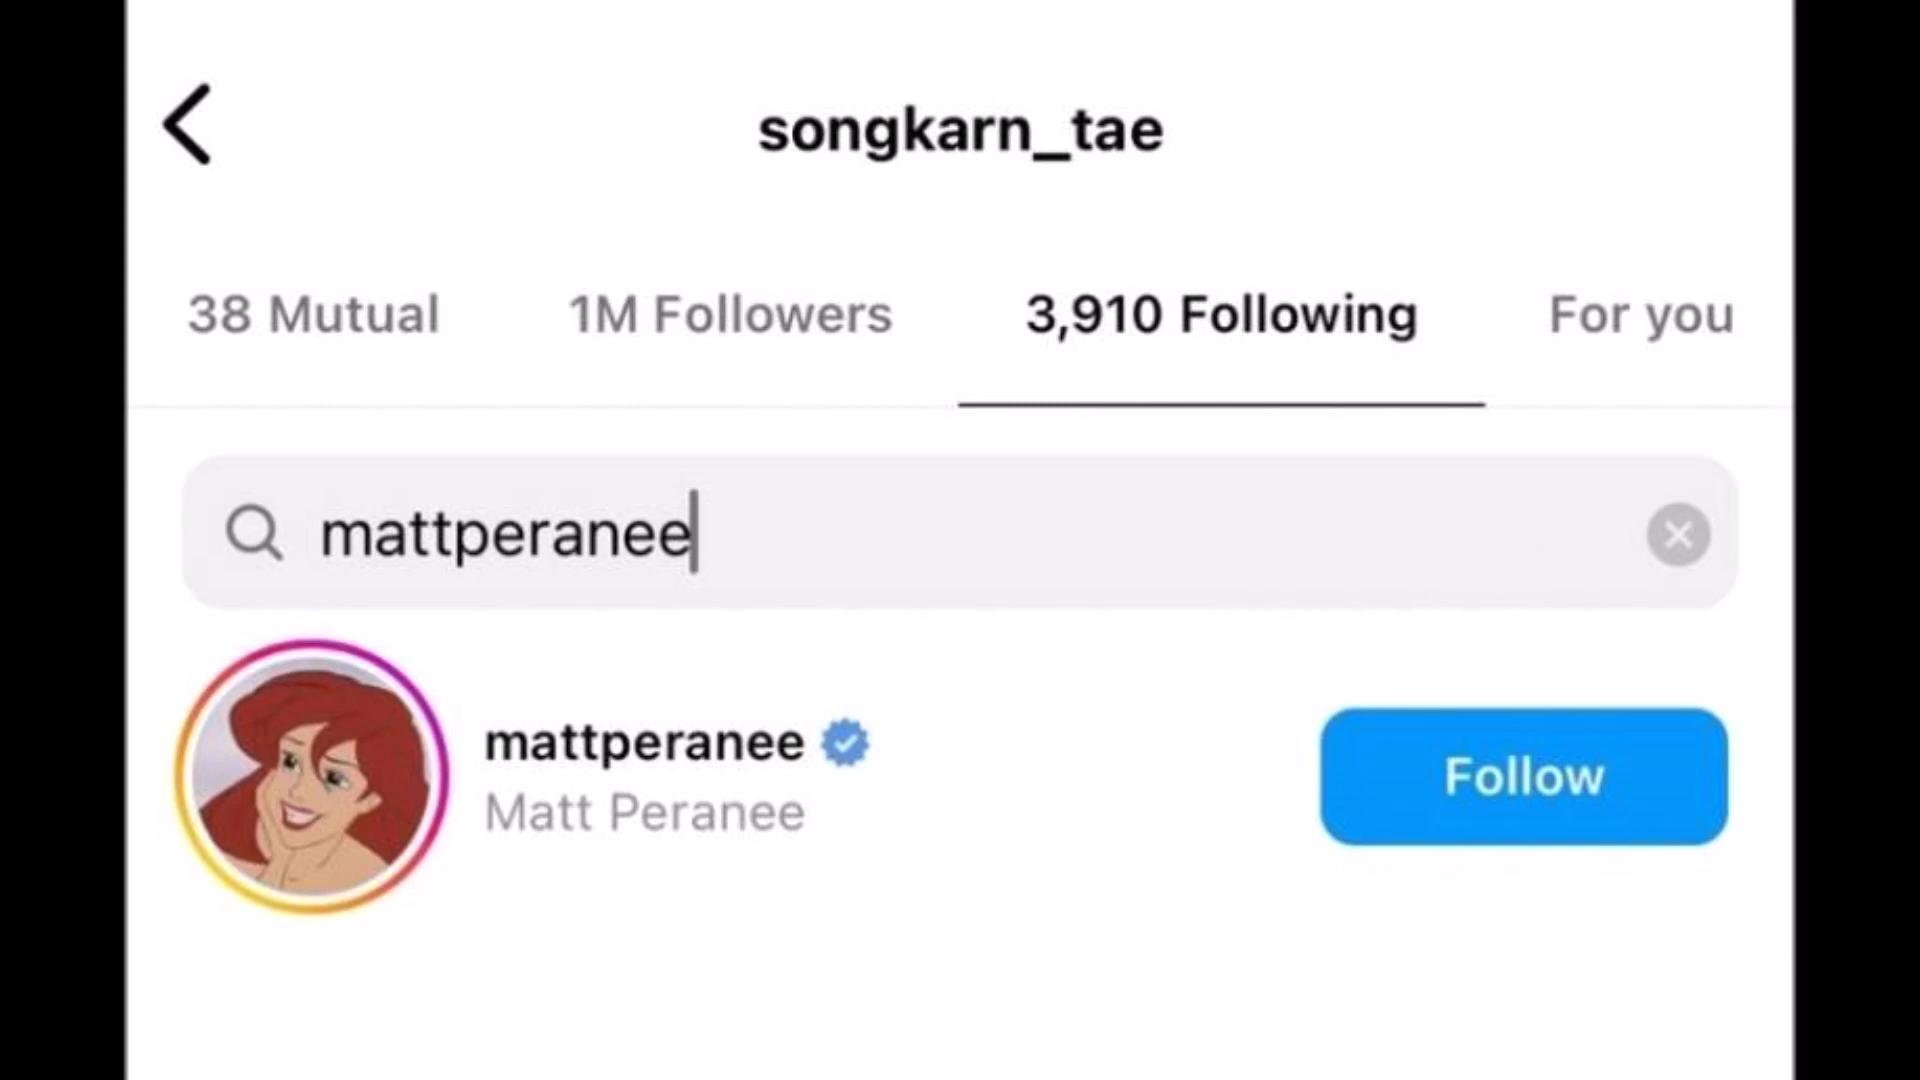 songkarn_tae
38 Mutual 1M Followers 3,910 Following For you
mattperanee
mattperanee
Matt Peranee
Follow